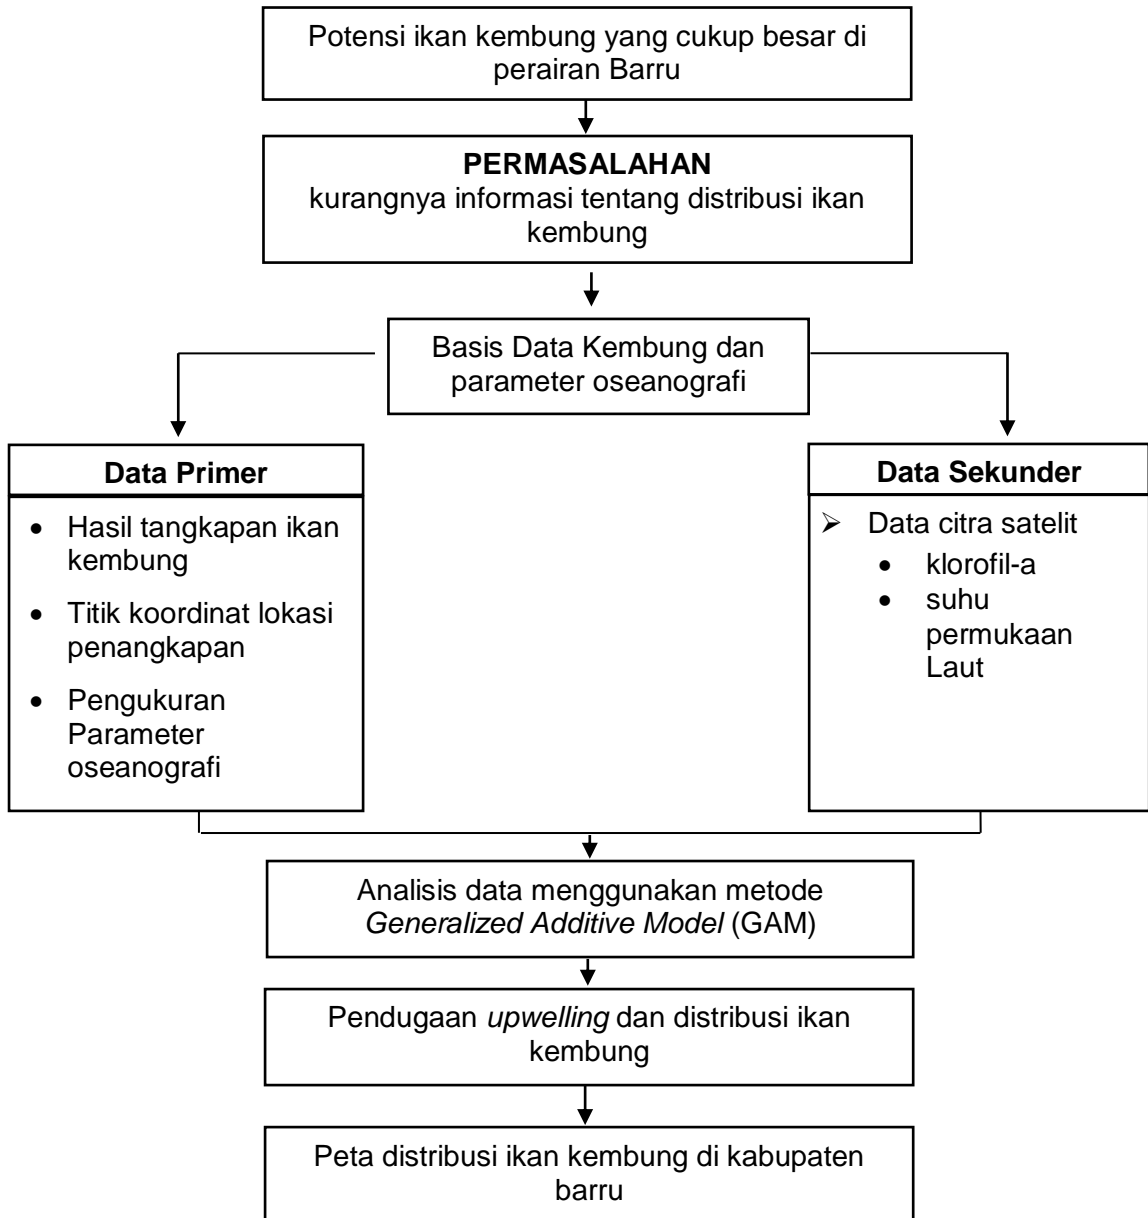 Potensi ikan kembung yang cukup besar di
perairan Barru
PERMASALAHAN
kurangnya informasi tentang distribusi ikan
kembung
Basis Data Kembung dan
parameter oseanografi
Data Primer
• Hasil tangkapan ikan
kembung
• Titik koordinat lokasi
penangkapan
• Pengukuran
Parameter
oseanografi
Data Sekunder
➢ Data citra satelit
• klorofil-a
• suhu
permukaan
Laut
Analisis data menggunakan metode
Generalized Additive Model (GAM)
Pendugaan upwelling dan distribusi ikan
kembung
Peta distribusi ikan kembung di kabupaten
barru